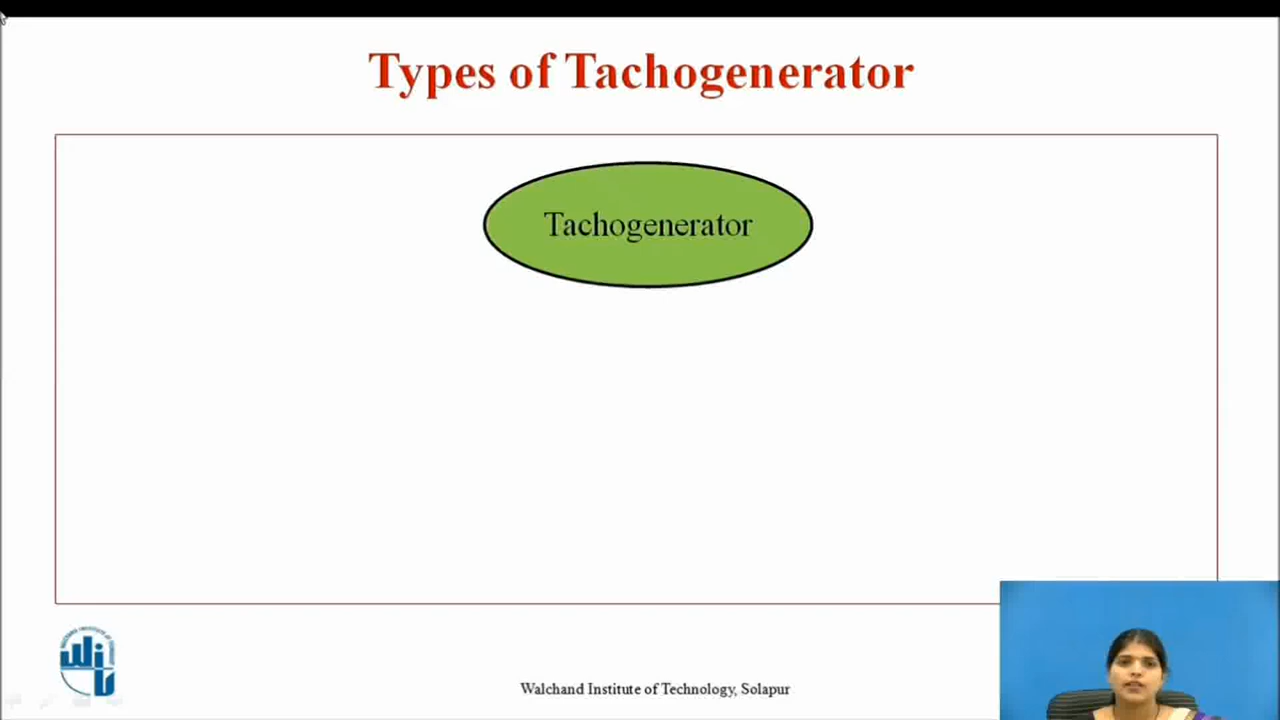 Types of Tachogenerator
Tachogenerator
Walchand Institute of Technology, Solapur